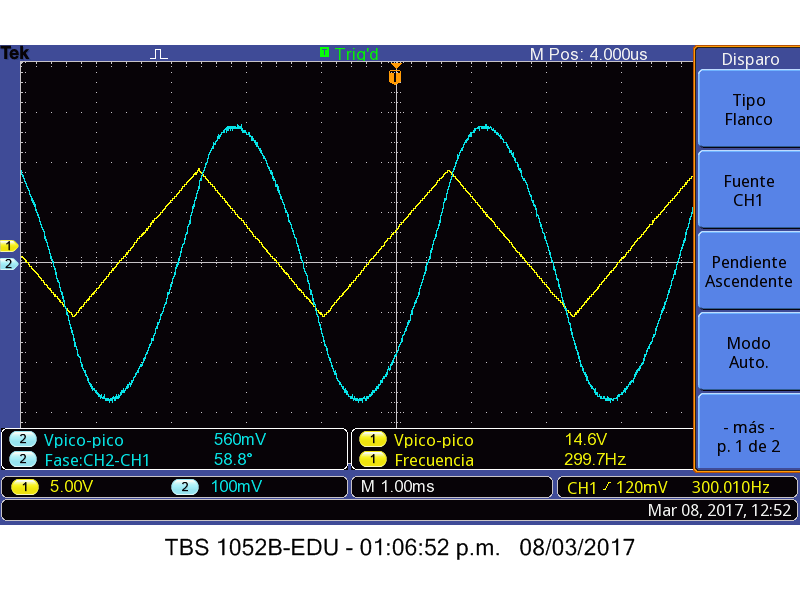 Tek Trig'd M Pos: 4.000us
T
Disparo
Tipo
Flanco
Fuente
CH1
Pendiente
Ascendente
Modo
Auto.
- más -
p. 1 de 2
T
1
2
2 Vpico-pico 560mV
2 Fase:CH2-CH1 58.8°
1 Vpico-pico 14.6V
1 Frecuencia 299.7Hz
1 5.00V 2 100mV M 1.00ms CH1 120mV 300.010Hz
Mar 08, 2017, 12:52
TBS 1052B-EDU - 01:06:52 p.m. 08/03/2017